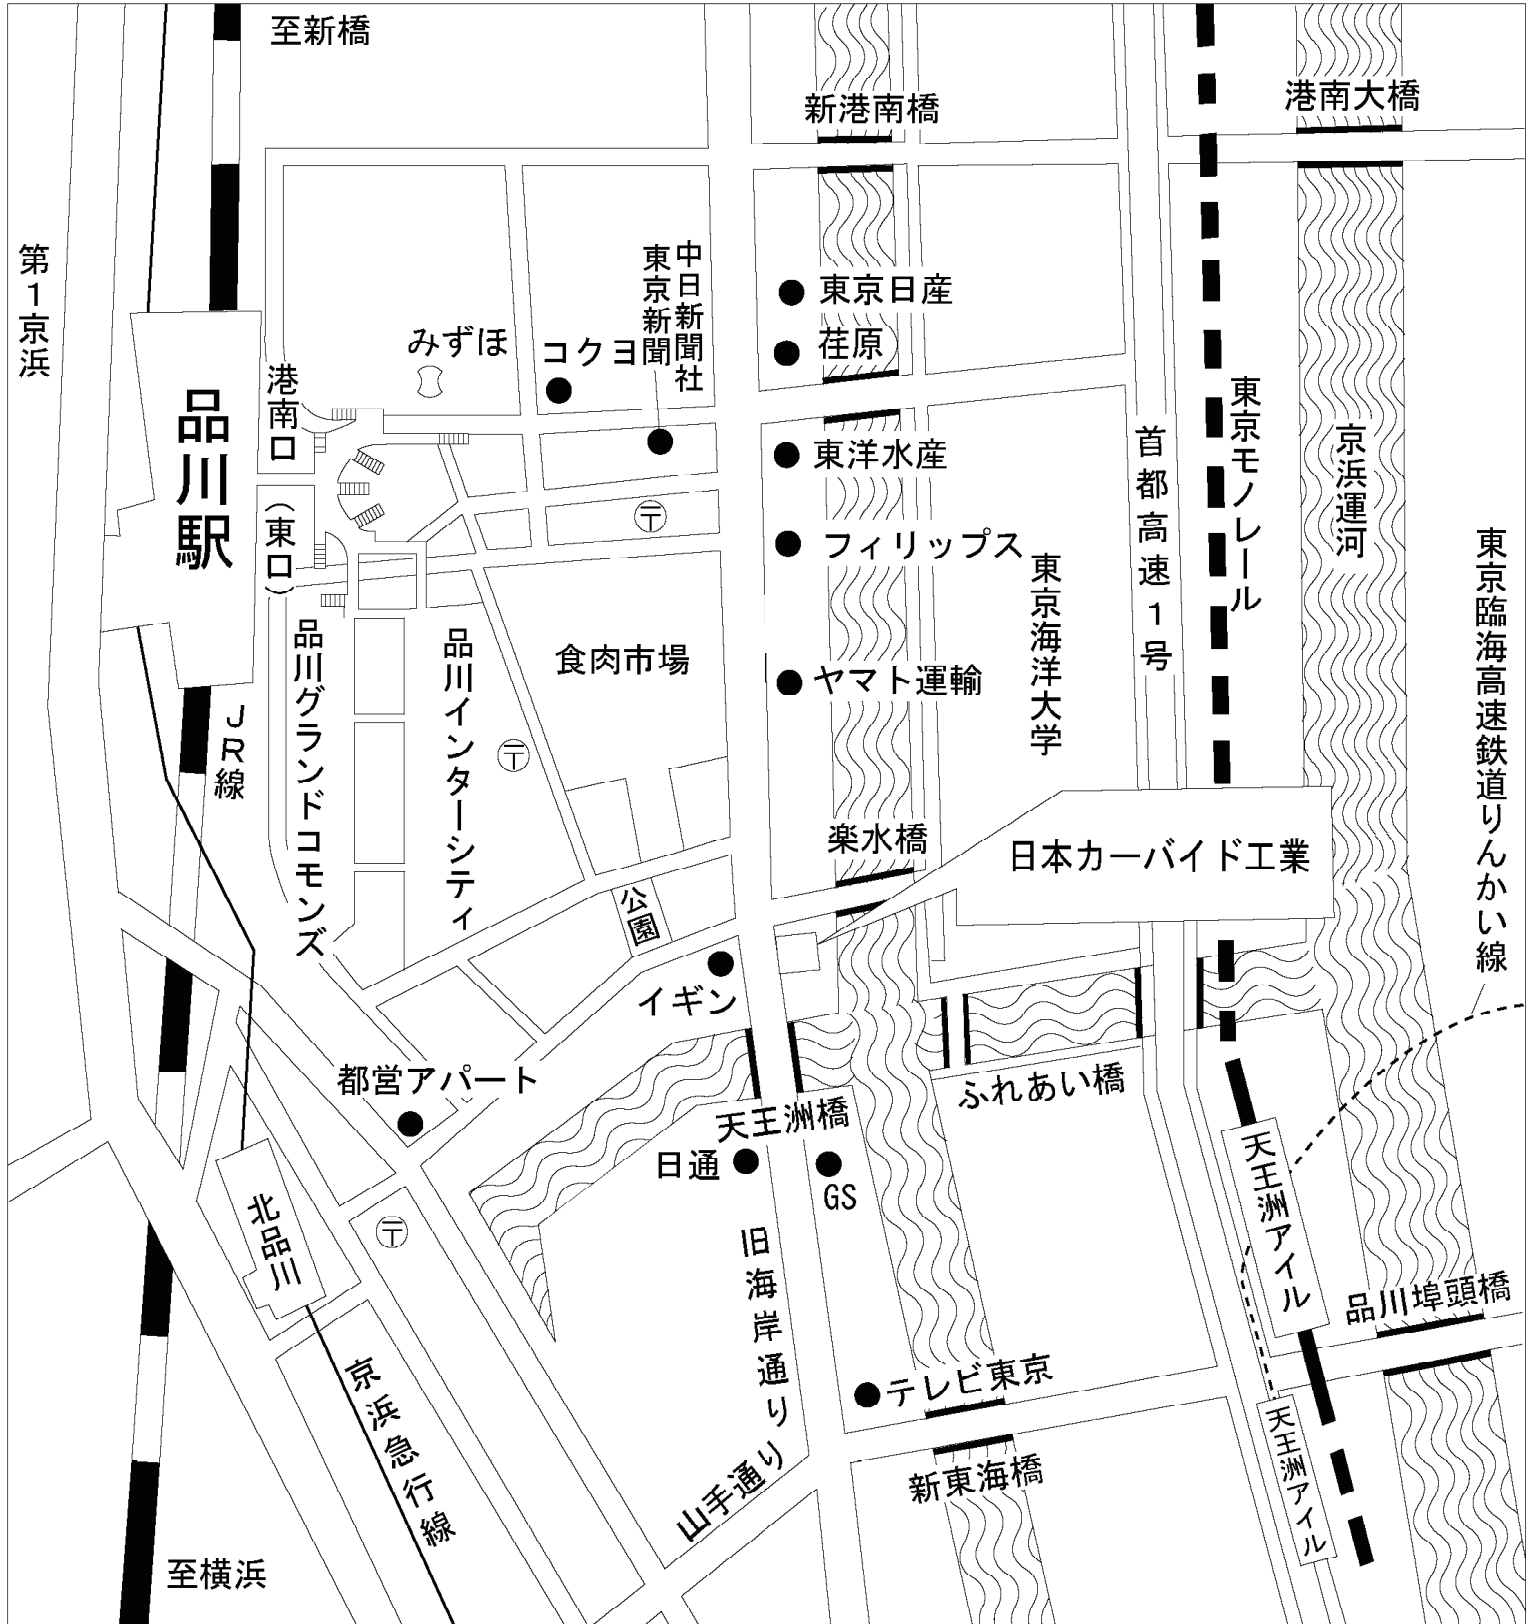 至新橋
新港南橋
港南大橋
第1京浜
中日新聞社
東京新聞
東京日産
みずほ
コクヨ
荏原
港南口
(東口)
品川駅
東洋水産
首都高速1号
東京モノレール
京浜運河
〒
フィリップス
東京海洋大学
東京臨海高速鉄道りんかい線
品川グランドコモンズ
品川インターシティ
食肉市場
ヤマト運輸
JR線
〒
楽水橋
日本カーバイド工業
公園
イギン
都営アパート
ふれあい橋
天王洲橋
日通
GS
天王洲アイル
北品川
〒
旧海岸通り
品川埠頭橋
京浜急行線
テレビ東京
天王洲アイル
山手通り
新東海橋
至横浜